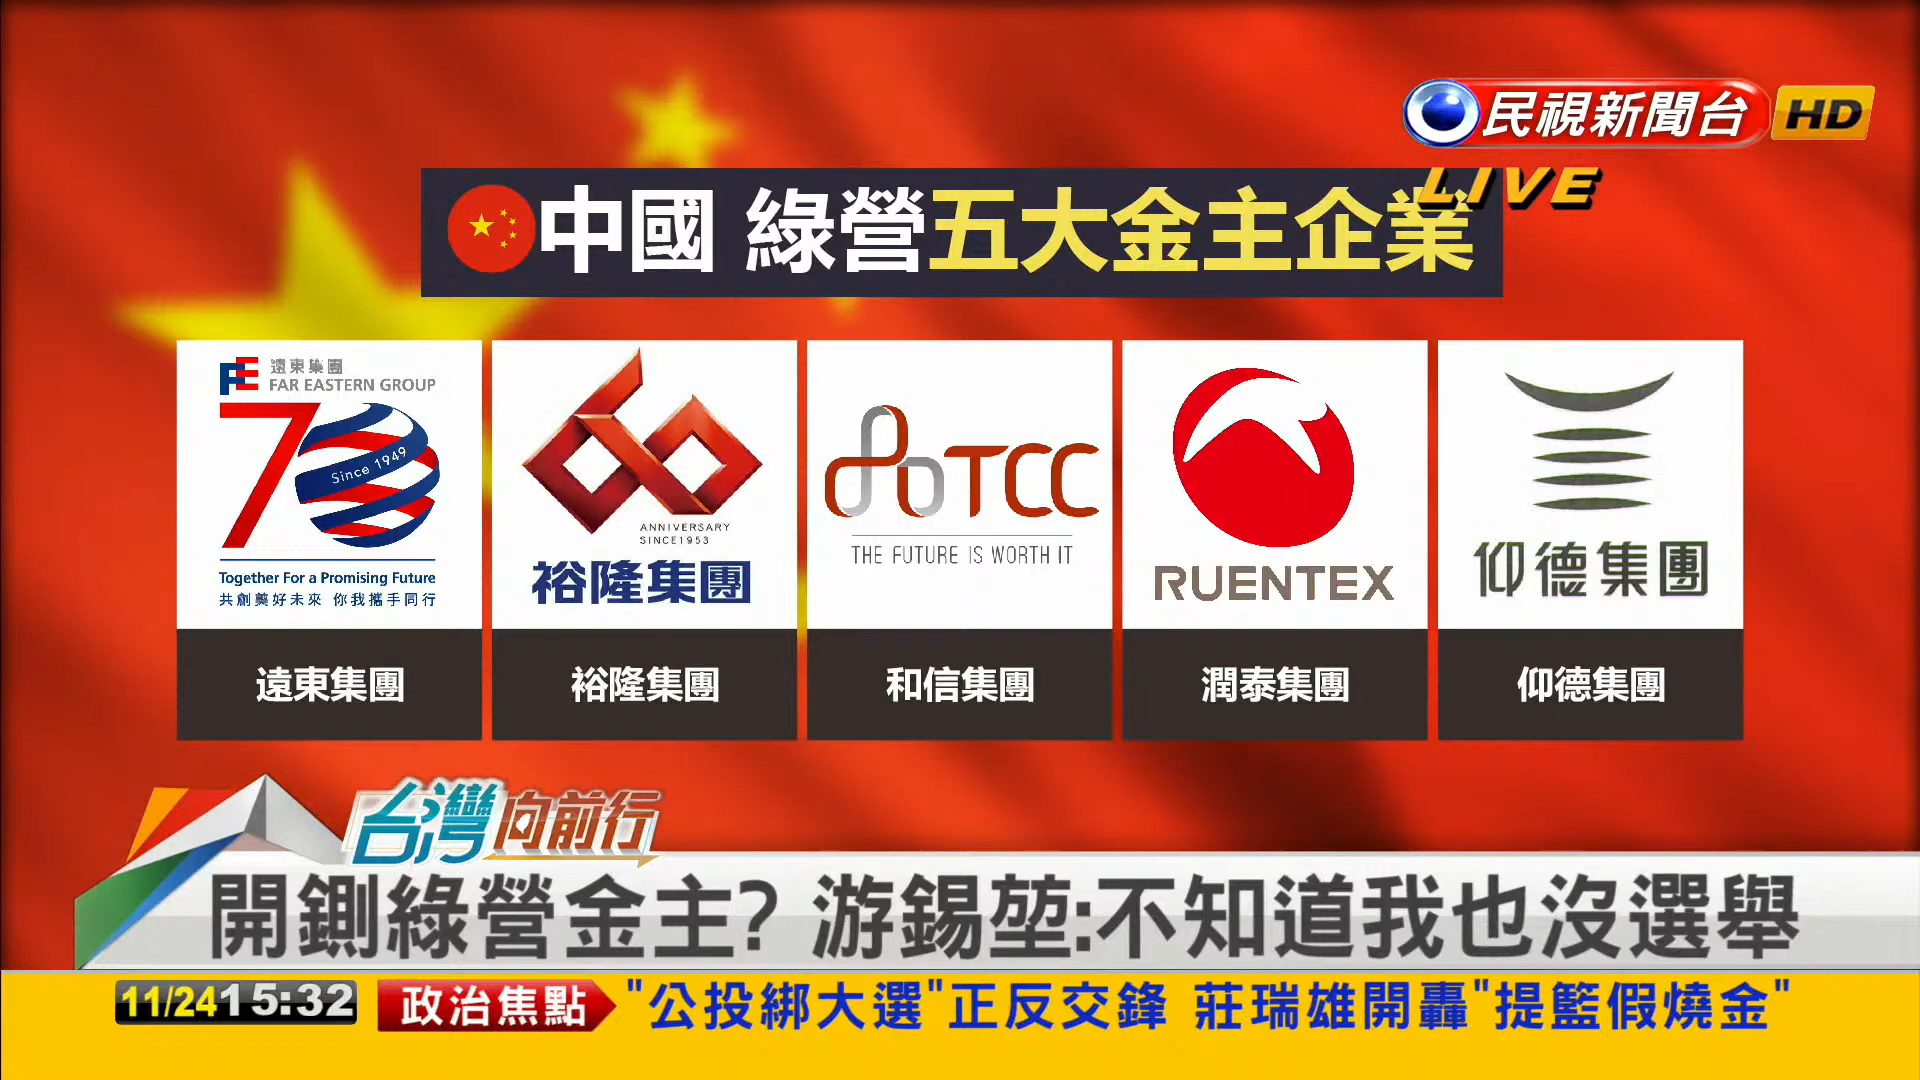 民視新聞台 HD
LIVE
中國 綠營五大金主企業
遠東集團
FAR EASTERN GROUP
70
Since 1949
Together For a Promising Future
共創美好未來 你我攜手同行
遠東集團
60
ANNIVERSARY
SINCE1953
裕隆集團
裕隆集團
TCC
THE FUTURE IS WORTH IT
和信集團
RUENTEX
潤泰集團
仰德集團
仰德集團
台灣向前行
開鍘綠營金主? 游錫堃:不知道我也沒選舉
11/24 15:32 政治焦點 "公投綁大選"正反交鋒 莊瑞雄開轟"提籃假燒金"